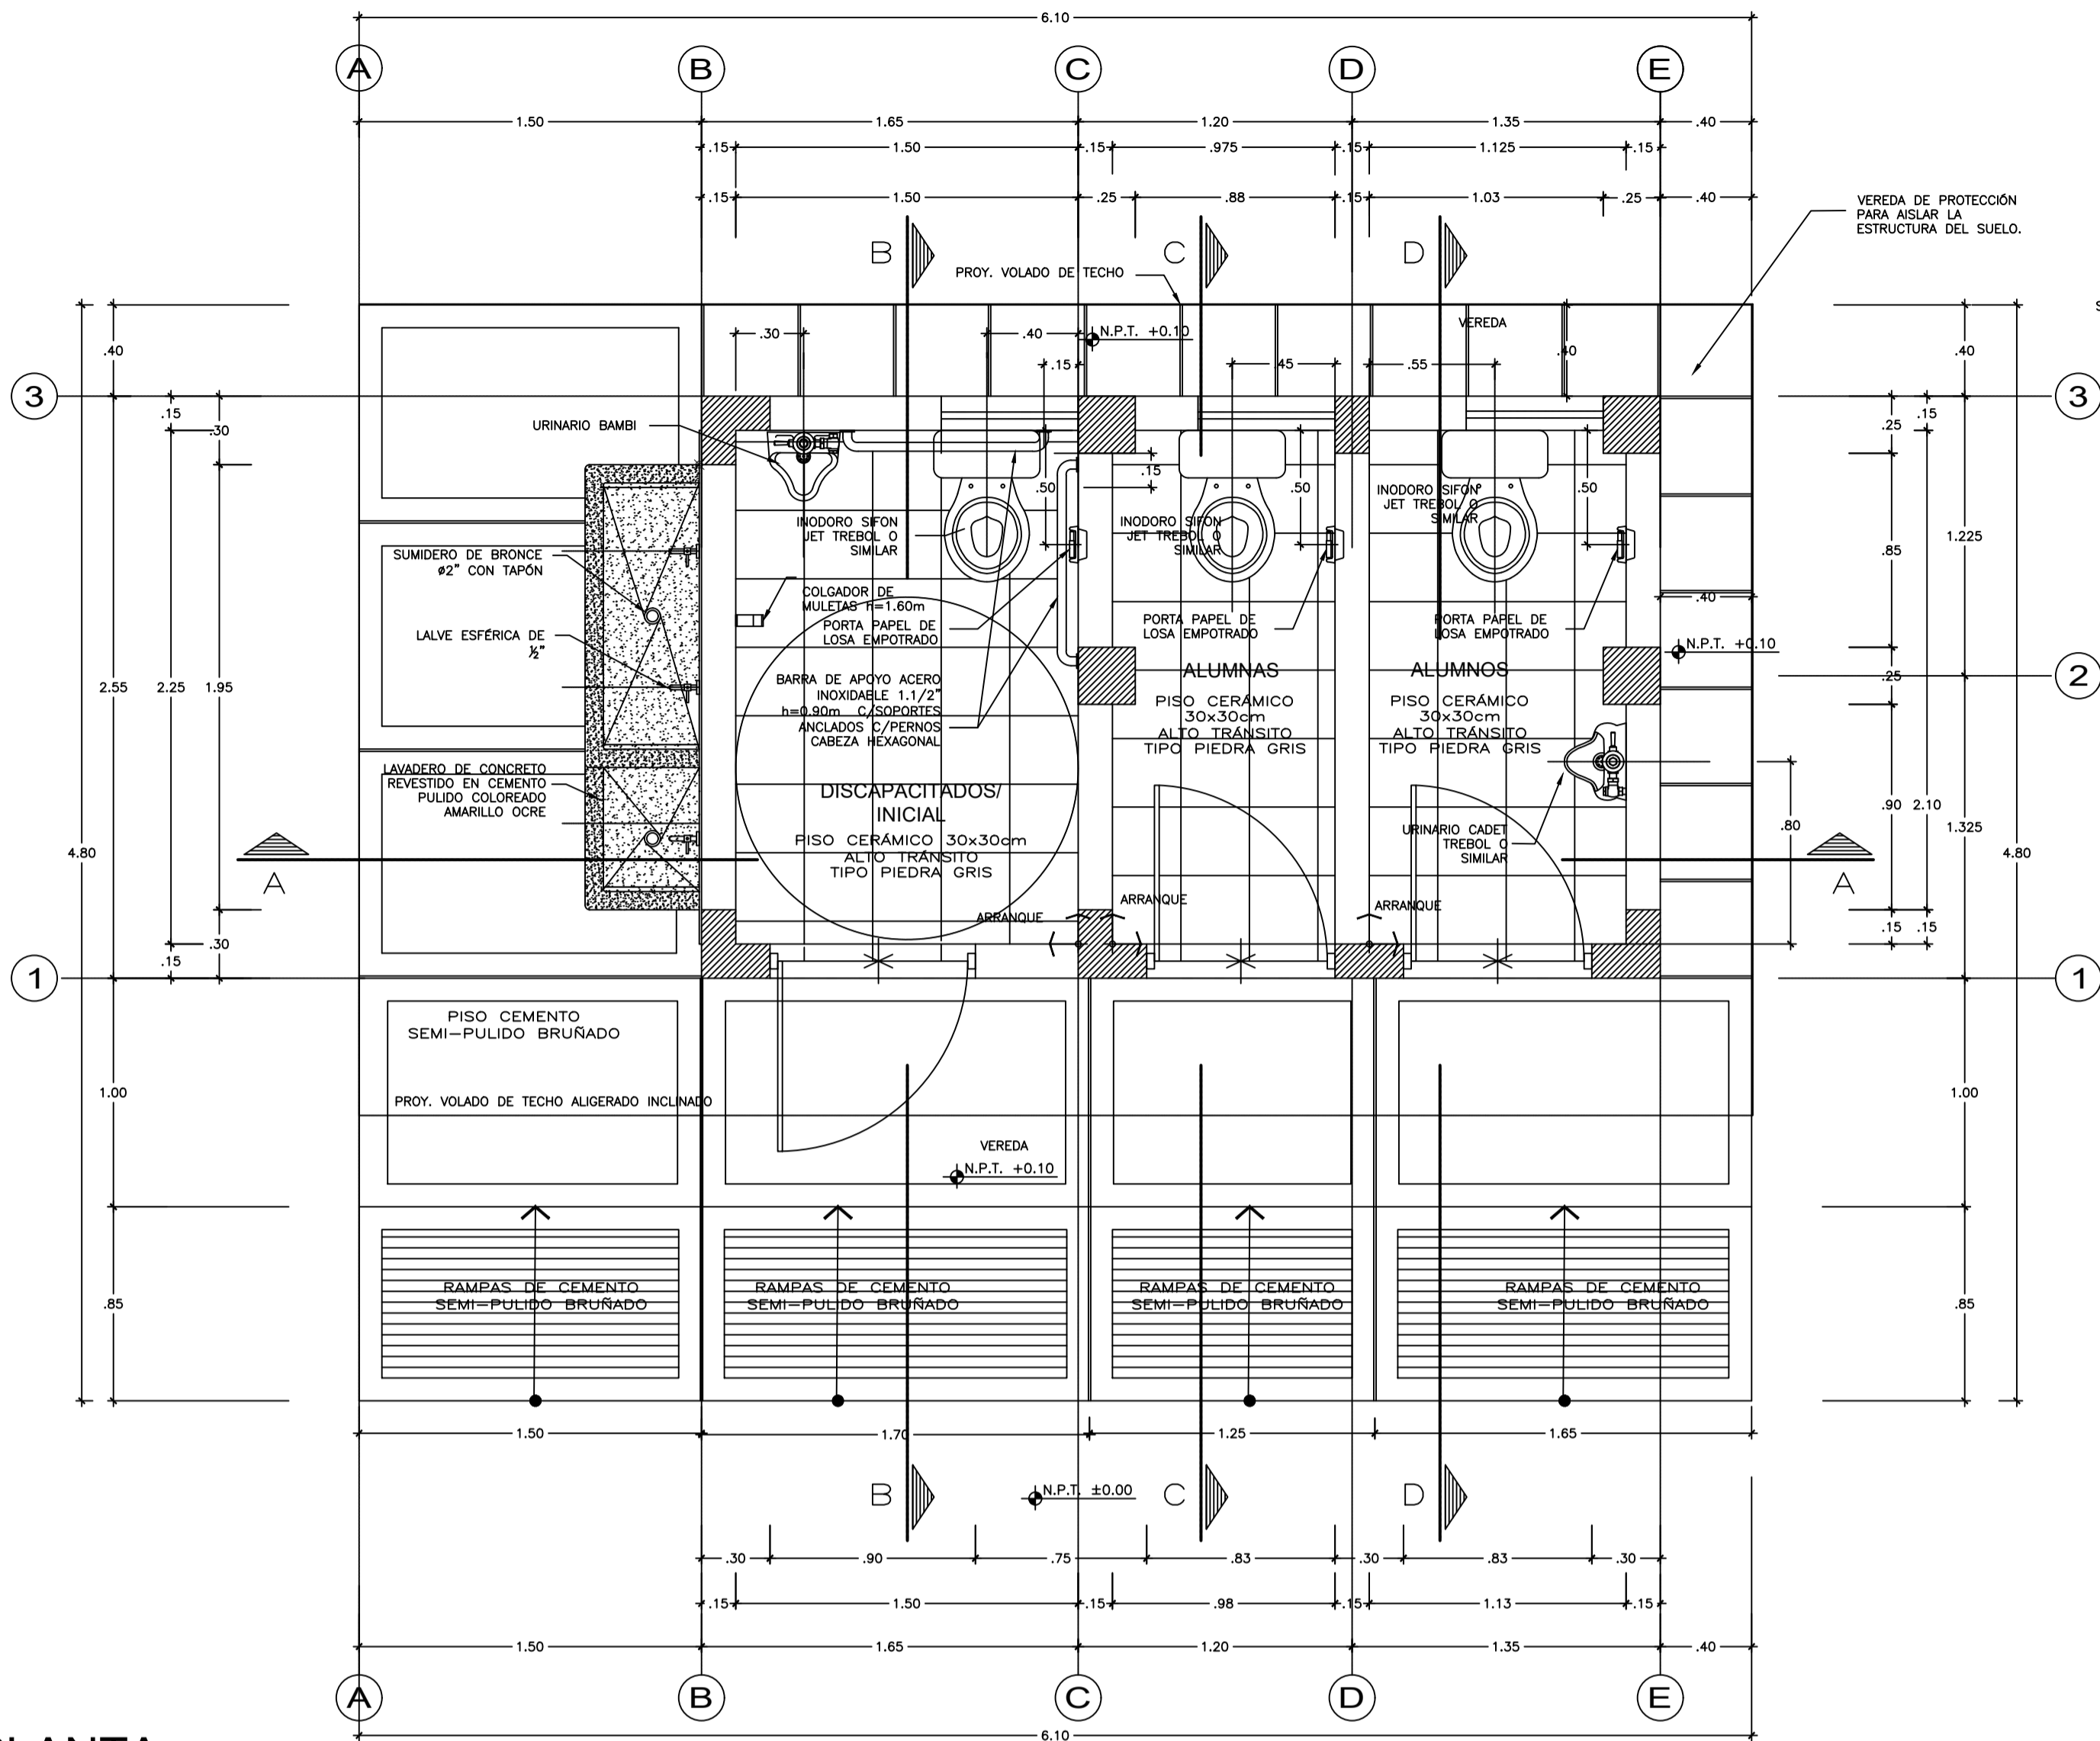 6.10
A B C D E
1.50 1.65 1.20 1.35 .40
.15 1.50 .15 .975 .15 1.125 .15
.15 1.50 .25 .88 .15 1.03 .25 .40
VEREDA DE PROTECCIÓN
PARA AISLAR LA
ESTRUCTURA DEL SUELO.
B C D
PROY. VOLADO DE TECHO
.30 .40 N.P.T. +0.10 VEREDA
.40 .15 .45 .55 .40 .40
3 3
.15 .30 .25 .15
URINARIO BAMBI
.50 .15 .50 .50
INODORO SIFON
JET TREBOL O
SIMILAR
INODORO SIFON
JET TREBOL O
SIMILAR
INODORO SIFON
JET TREBOL O
SIMILAR
SUMIDERO DE BRONCE
ø2" CON TAPÓN
.85 1.225
COLGADOR DE
MULETAS h=1.60m
.40
PORTA PAPEL DE
LOSA EMPOTRADO
PORTA PAPEL DE
LOSA EMPOTRADO
PORTA PAPEL DE
LOSA EMPOTRADO
LALVE ESFÉRICA DE
½"
N.P.T. +0.10
2
2.55 2.25 1.95 .25
BARRA DE APOYO ACERO
INOXIDABLE 1.1/2"
h=0.90m C/SOPORTES
ANCLADOS C/PERNOS
CABEZA HEXAGONAL
ALUMNAS
PISO CERÁMICO
30x30cm
ALTO TRÁNSITO
TIPO PIEDRA GRIS
ALUMNOS
PISO CERÁMICO
30x30cm
ALTO TRÁNSITO
TIPO PIEDRA GRIS
LAVADERO DE CONCRETO
REVESTIDO EN CEMENTO
PULIDO COLOREADO
AMARILLO OCRE
DISCAPACITADOS/
INICIAL
PISO CERÁMICO 30x30cm
ALTO TRÁNSITO
TIPO PIEDRA GRIS
URINARIO CADET
TREBOL O
SIMILAR
.80 .90 2.10 1.325
4.80 4.80
A A
ARRANQUE ARRANQUE ARRANQUE
.15 .30 .15 .15
1 1
PISO CEMENTO
SEMI-PULIDO BRUÑADO
1.00 1.00
PROY. VOLADO DE TECHO ALIGERADO INCLINADO
VEREDA
N.P.T. +0.10
RAMPAS DE CEMENTO
SEMI-PULIDO BRUÑADO
RAMPAS DE CEMENTO
SEMI-PULIDO BRUÑADO
RAMPAS DE CEMENTO
SEMI-PULIDO BRUÑADO
RAMPAS DE CEMENTO
SEMI-PULIDO BRUÑADO
.85 .85
1.50 1.70 1.25 1.65
B C D
N.P.T. ±0.00
.30 .90 .75 .83 .30 .83 .30
.15 1.50 .15 .98 .15 1.13 .15
1.50 1.65 1.20 1.35 .40
A B C D E
6.10